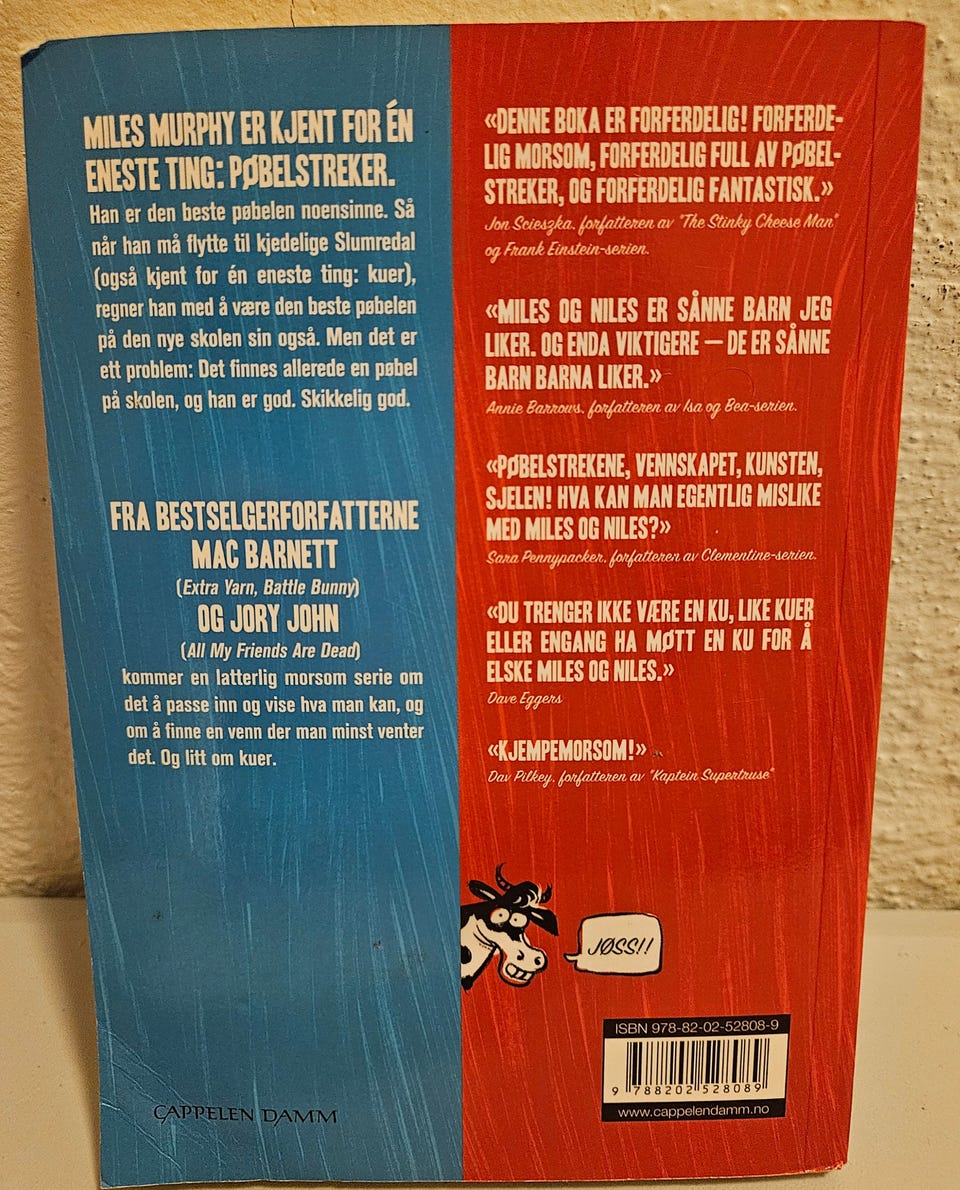 MILES MURPHY ER KJENT FOR ÉN
ENESTE TING: PØBELSTREKER.
Han er den beste pøbelen noensinne. Så
når han må flytte til kjedelige Slumredal
(også kjent for én eneste ting: kuer),
regner han med å være den beste pøbelen
på den nye skolen sin også. Men det er
ett problem: Det finnes allerede en pøbel
på skolen, og han er god. Skikkelig god.
FRA BESTSELGERFORFATTERNE
MAC BARNETT
(Extra Yarn, Battle Bunny)
OG JORY JOHN
(All My Friends Are Dead)
kommer en latterlig morsom serie om
det å passe inn og vise hva man kan, og
om å finne en venn der man minst venter
det. Og litt om kuer.
CAPPELEN DAMM
«DENNE BOKA ER FORFERDELIG! FORFERDE-
LIG MORSOM, FORFERDELIG FULL AV PØBEL-
STREKER, OG FORFERDELIG FANTASTISK.»
Jon Scieszka, forfatteren av "The Stinky Cheese Man"
og Frank Einstein-serien.
«MILES OG NILES ER SÅNNE BARN JEG
LIKER. OG ENDA VIKTIGERE – DE ER SÅNNE
BARN BARNA LIKER.»
Annie Barrows, forfatteren av Isa og Bea-serien.
«PØBELSTREKENE, VENNSKAPET, KUNSTEN,
SJELEN! HVA KAN MAN EGENTLIG MISLIKE
MED MILES OG NILES?»
Sara Pennypacker, forfatteren av Clementine-serien.
«DU TRENGER IKKE VÆRE EN KU, LIKE KUER
ELLER ENGANG HA MØTT EN KU FOR Å
ELSKE MILES OG NILES.»
Dave Eggers
«KJEMPEMORSOM!»
Dav Pilkey, forfatteren av "Kaptein Supertruse"
JØSS!!
ISBN 978-82-02-52808-9
9 788202 528089
www.cappelendamm.no